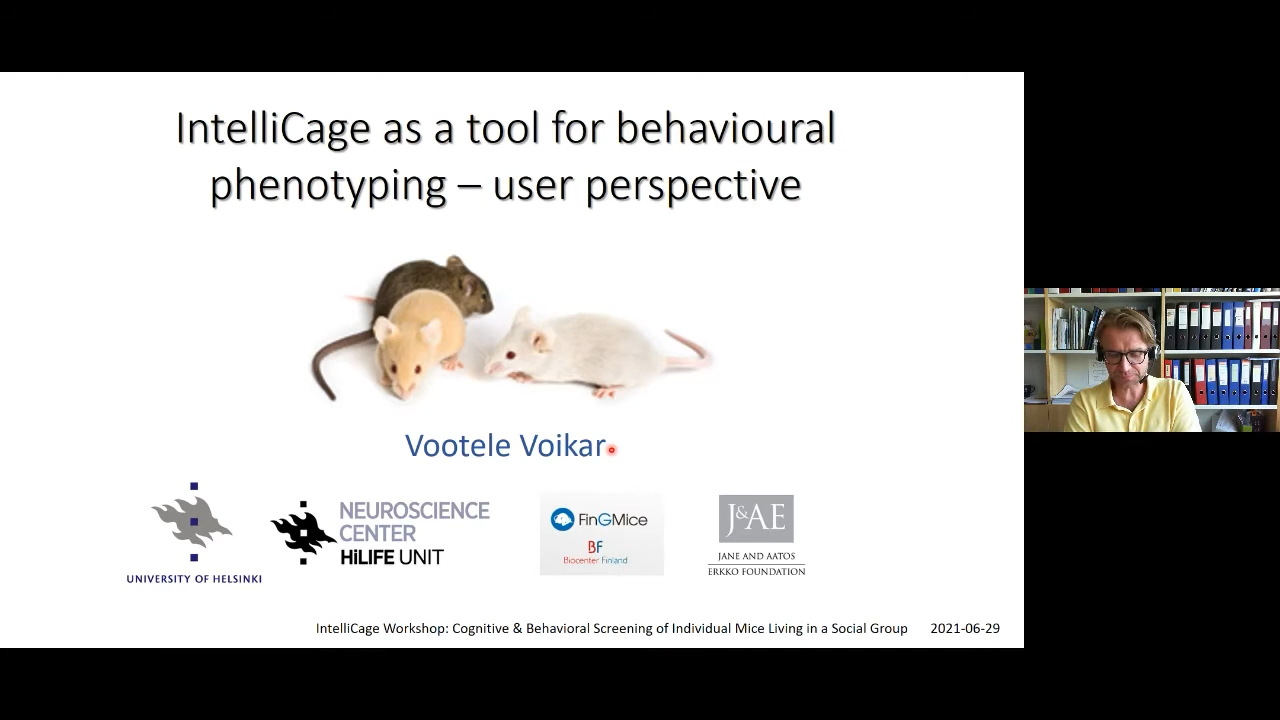 IntelliCage as a tool for behavioural
phenotyping – user perspective
Vootele Voikar
UNIVERSITY OF HELSINKI
NEUROSCIENCE
CENTER
HiLIFE UNIT
FinGMice
BF
Biocenter Finland
J&AE
JANE AND AATOS
ERKKO FOUNDATION
IntelliCage Workshop: Cognitive & Behavioral Screening of Individual Mice Living in a Social Group 2021-06-29